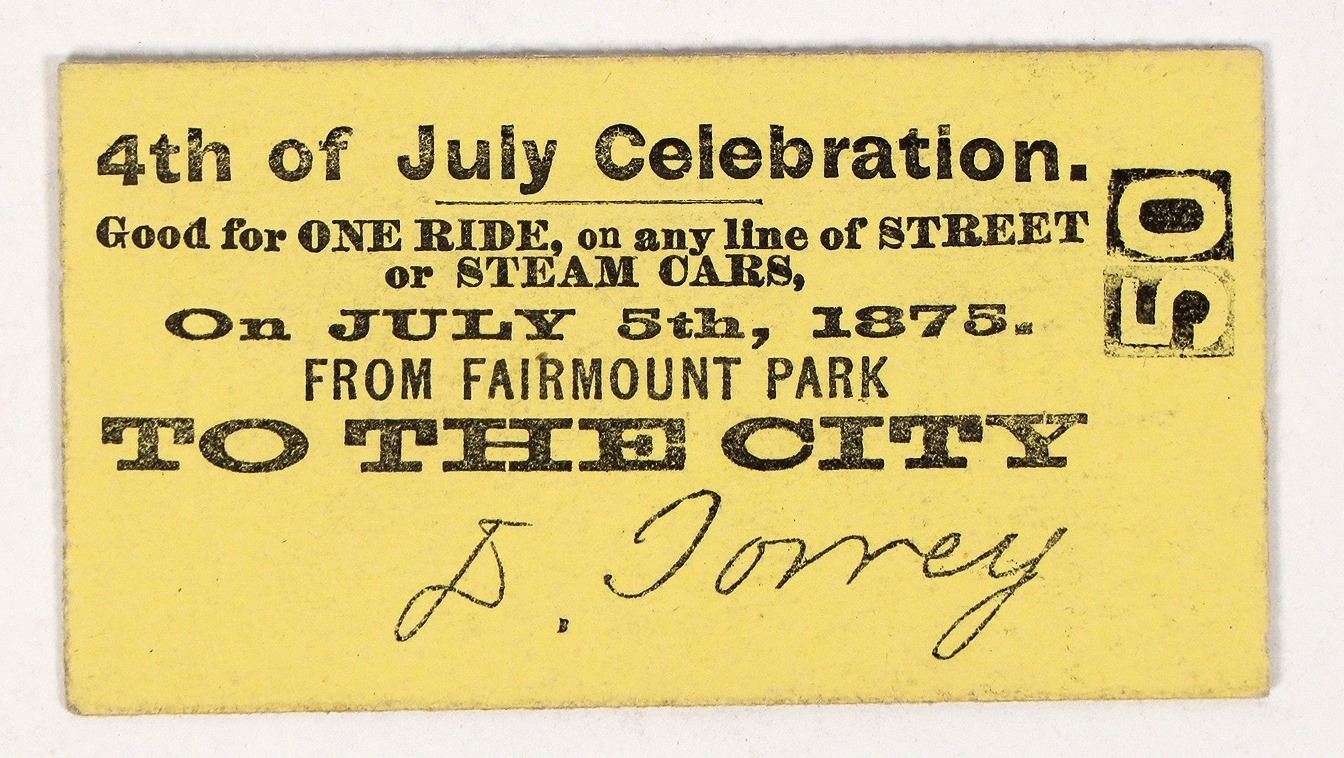 4th of July Celebration.
Good for ONE RIDE, on any line of STREET
or STEAM CARS,
On JULY 5th, 1875.
FROM FAIRMOUNT PARK
TO THE CITY
D. Torrey
50